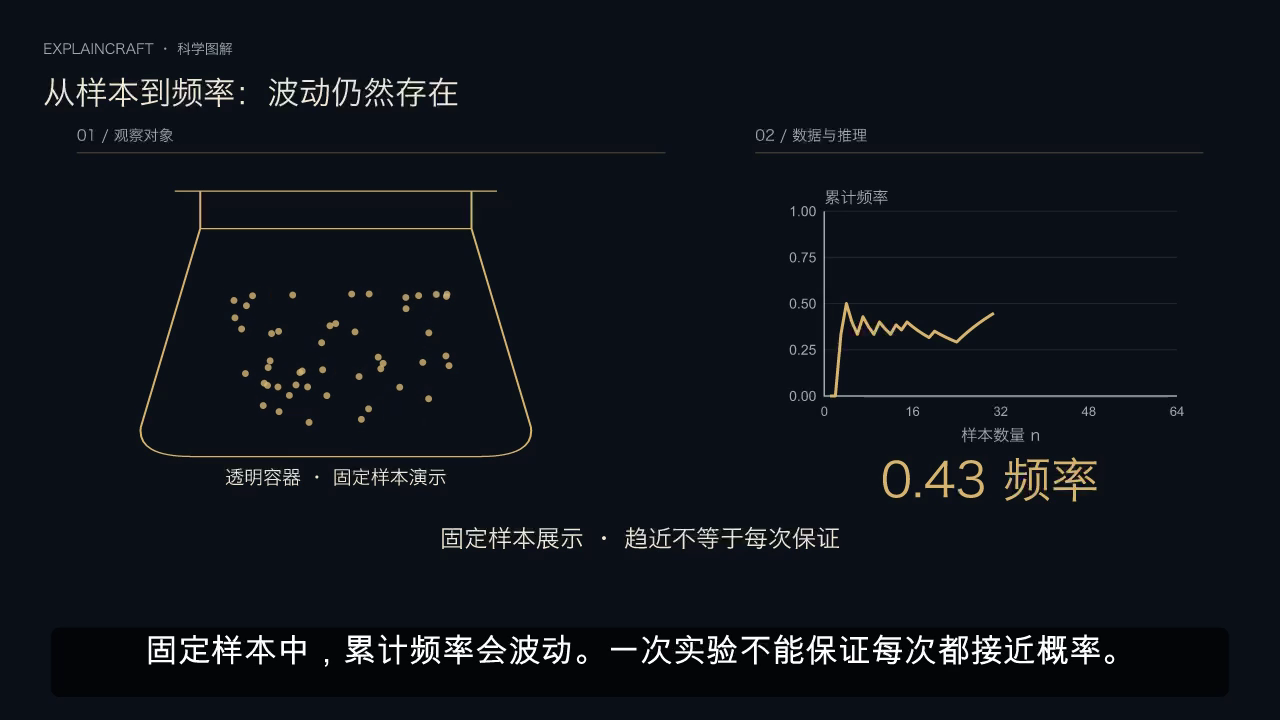 EXPLAINCRAFT · 科学图解
从样本到频率：波动仍然存在
01 / 观察对象
透明容器 · 固定样本演示
02 / 数据与推理
累计频率
1.00
0.75
0.50
0.25
0.00
0 16 32 48 64
样本数量 n
0.43 频率
固定样本展示 · 趋近不等于每次保证
固定样本中，累计频率会波动。一次实验不能保证每次都接近概率。